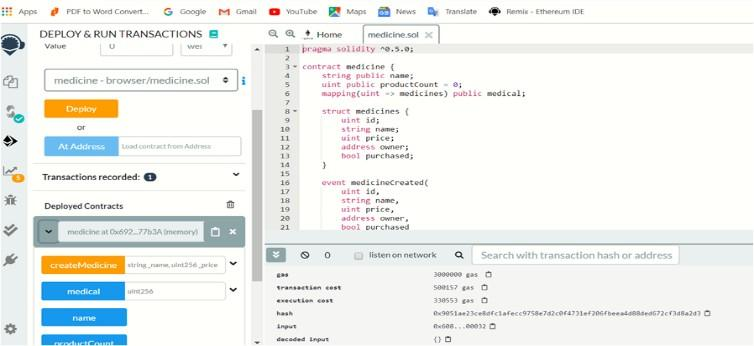 Apps PDF to Word Convert... Google Gmail YouTube Maps News Translate Remix - Ethereum IDE
DEPLOY & RUN TRANSACTIONS
Value 0 wei
medicine - browser/medicine.sol
Deploy
or
At Address Load contract from Address
Transactions recorded: 1
Deployed Contracts
medicine at 0x692...77b3A (memory)
createMedicine string _name, uint256 _price
medical uint256
name
productCount
5
Home medicine.sol
1 pragma solidity ^0.5.0;
2
3 contract medicine {
4 string public name;
5 uint public productCount = 0;
6 mapping(uint => medicines) public medical;
7
8 struct medicines {
9 uint id;
10 string name;
11 uint price;
12 address owner;
13 bool purchased;
14 }
15
16 event medicineCreated(
17 uint id,
18 string name,
19 uint price,
20 address owner,
21 bool purchased
0 listen on network Search with transaction hash or address
gas 3000000 gas
transaction cost 500157 gas
execution cost 330553 gas
hash
input 0x608...00032
decoded input {}